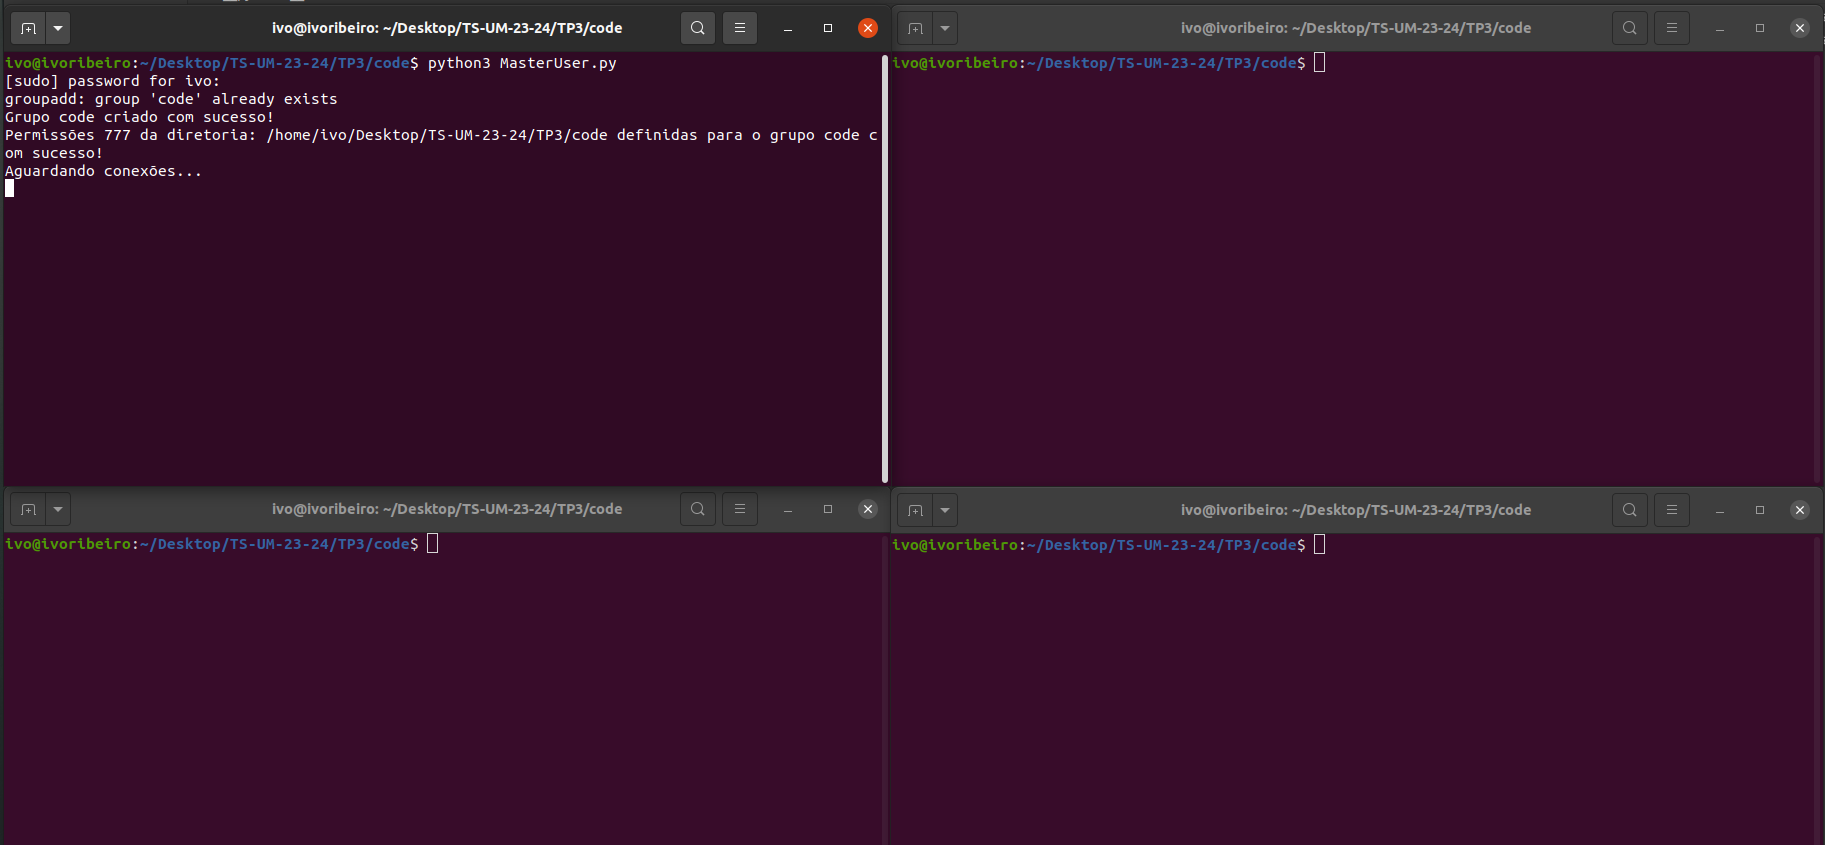 ivo@ivoribeiro: ~/Desktop/TS-UM-23-24/TP3/code
ivo@ivoribeiro:~/Desktop/TS-UM-23-24/TP3/code$ python3 MasterUser.py
[sudo] password for ivo:
groupadd: group 'code' already exists
Grupo code criado com sucesso!
Permissões 777 da diretoria: /home/ivo/Desktop/TS-UM-23-24/TP3/code definidas para o grupo code c
om sucesso!
Aguardando conexões...
ivo@ivoribeiro: ~/Desktop/TS-UM-23-24/TP3/code
ivo@ivoribeiro:~/Desktop/TS-UM-23-24/TP3/code$
ivo@ivoribeiro: ~/Desktop/TS-UM-23-24/TP3/code
ivo@ivoribeiro:~/Desktop/TS-UM-23-24/TP3/code$
ivo@ivoribeiro: ~/Desktop/TS-UM-23-24/TP3/code
ivo@ivoribeiro:~/Desktop/TS-UM-23-24/TP3/code$